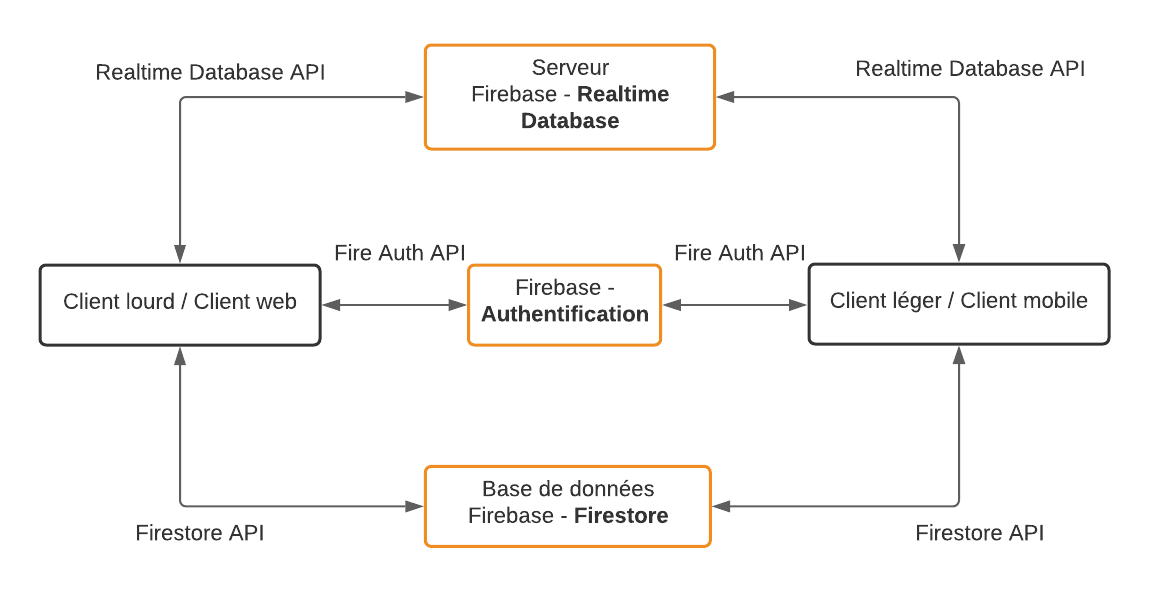 Realtime Database API
Serveur
Firebase - Realtime
Database
Realtime Database API
Fire Auth API
Fire Auth API
Client lourd / Client web
Firebase -
Authentification
Client léger / Client mobile
Base de données
Firebase - Firestore
Firestore API
Firestore API